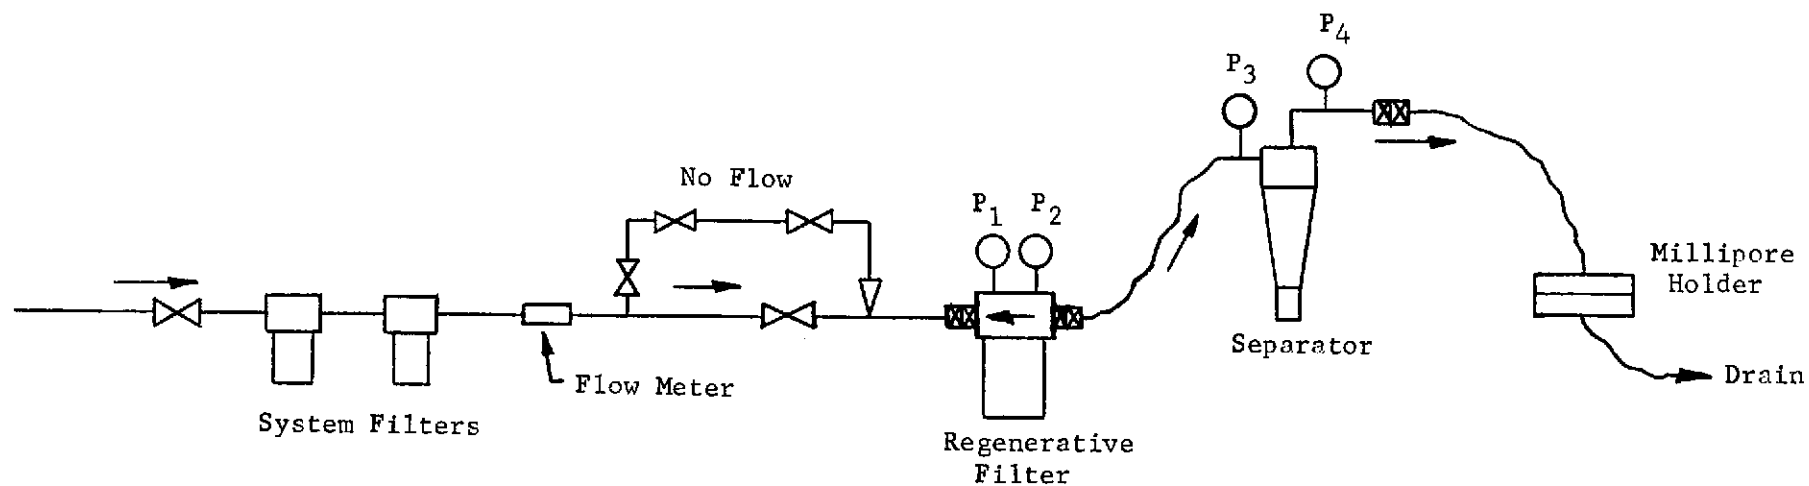 P4
P3
No Flow
P1
P2
Millipore
Holder
Separator
Drain
Flow Meter
System Filters
Regenerative
Filter